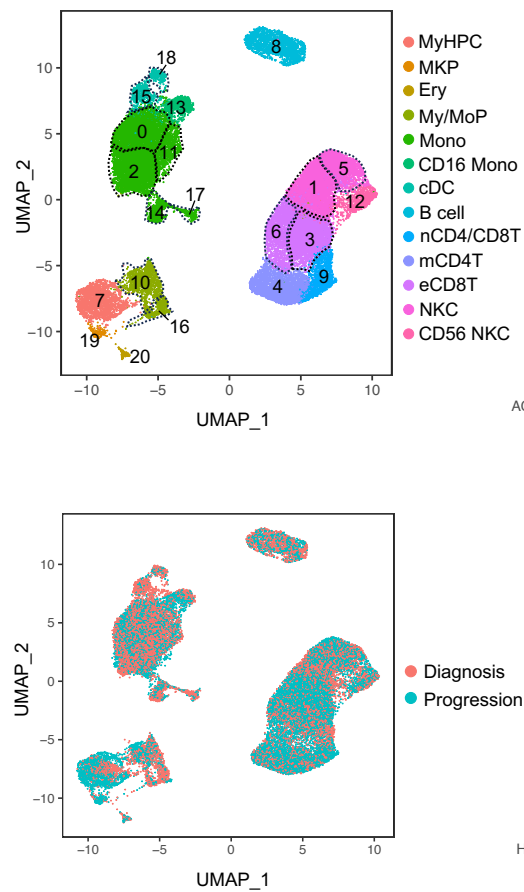 18
8
MyHPC
MKP
Ery
My/MoP
Mono
CD16 Mono
cDC
B cell
nCD4/CD8T
mCD4T
eCD8T
NKC
CD56 NKC
10
5
0
−5
−10
UMAP_2
15
13
0
11
2
17
14
5
1
12
6
3
9
4
10
7
16
19
20
−10
−5
0
5
10
UMAP_1
AC
10
5
0
−5
−10
UMAP_2
Diagnosis
Progression
−10
−5
0
5
10
UMAP_1
H